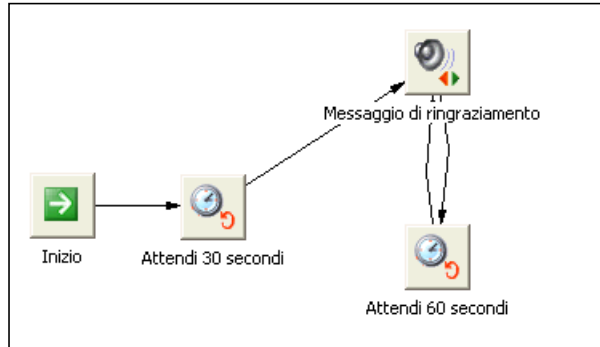 Messaggio di ringraziamento
Inizio
Attendi 30 secondi
Attendi 60 secondi